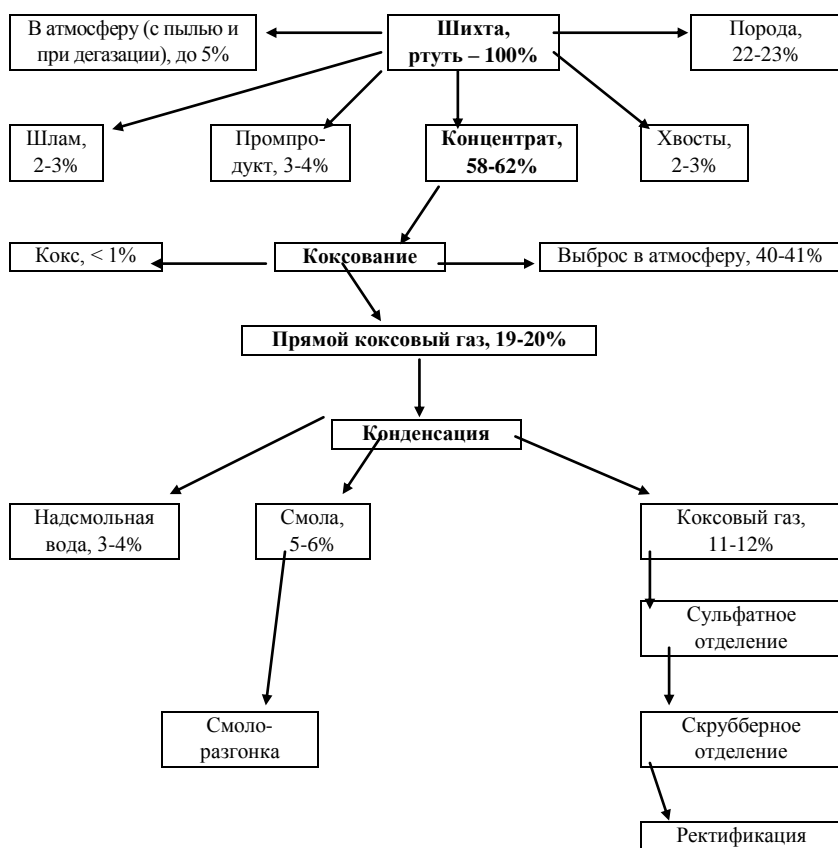 В атмосферу (с пылью и
при дегазации), до 5%
Шихта,
ртуть – 100%
Порода,
22-23%
Шлам,
2-3%
Промпро-
дукт, 3-4%
Концентрат,
58-62%
Хвосты,
2-3%
Кокс, < 1%
Коксование
Выброс в атмосферу, 40-41%
Прямой коксовый газ, 19-20%
Конденсация
Надсмольная
вода, 3-4%
Смола,
5-6%
Коксовый газ,
11-12%
Сульфатное
отделение
Смоло-
разгонка
Скрубберное
отделение
Ректификация